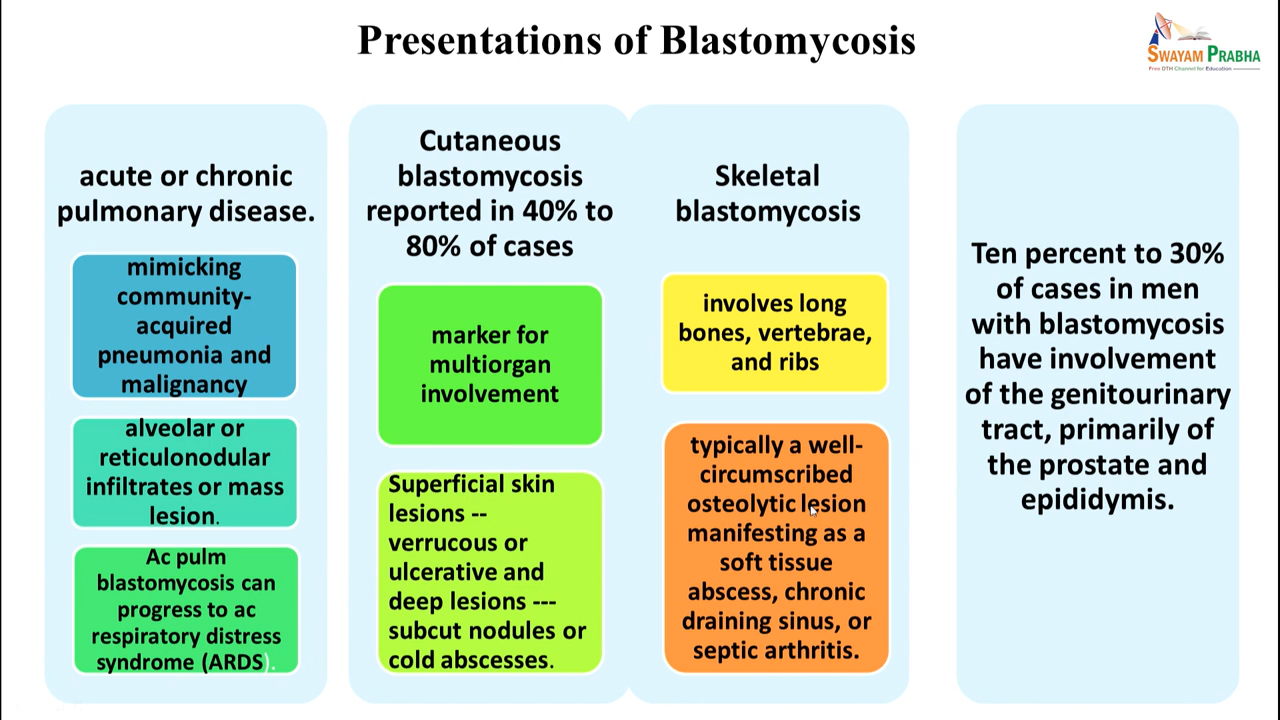 Presentations of Blastomycosis
SWAYAM PRABHA
Free DTH Channel for Education
acute or chronic
pulmonary disease.
mimicking
community-
acquired
pneumonia and
malignancy
alveolar or
reticulonodular
infiltrates or mass
lesion.
Ac pulm
blastomycosis can
progress to ac
respiratory distress
syndrome (ARDS).
Cutaneous
blastomycosis
reported in 40% to
80% of cases
marker for
multiorgan
involvement
Superficial skin
lesions --
verrucous or
ulcerative and
deep lesions ---
subcut nodules or
cold abscesses.
Skeletal
blastomycosis
involves long
bones, vertebrae,
and ribs
typically a well-
circumscribed
osteolytic lesion
manifesting as a
soft tissue
abscess, chronic
draining sinus, or
septic arthritis.
Ten percent to 30%
of cases in men
with blastomycosis
have involvement
of the genitourinary
tract, primarily of
the prostate and
epididymis.